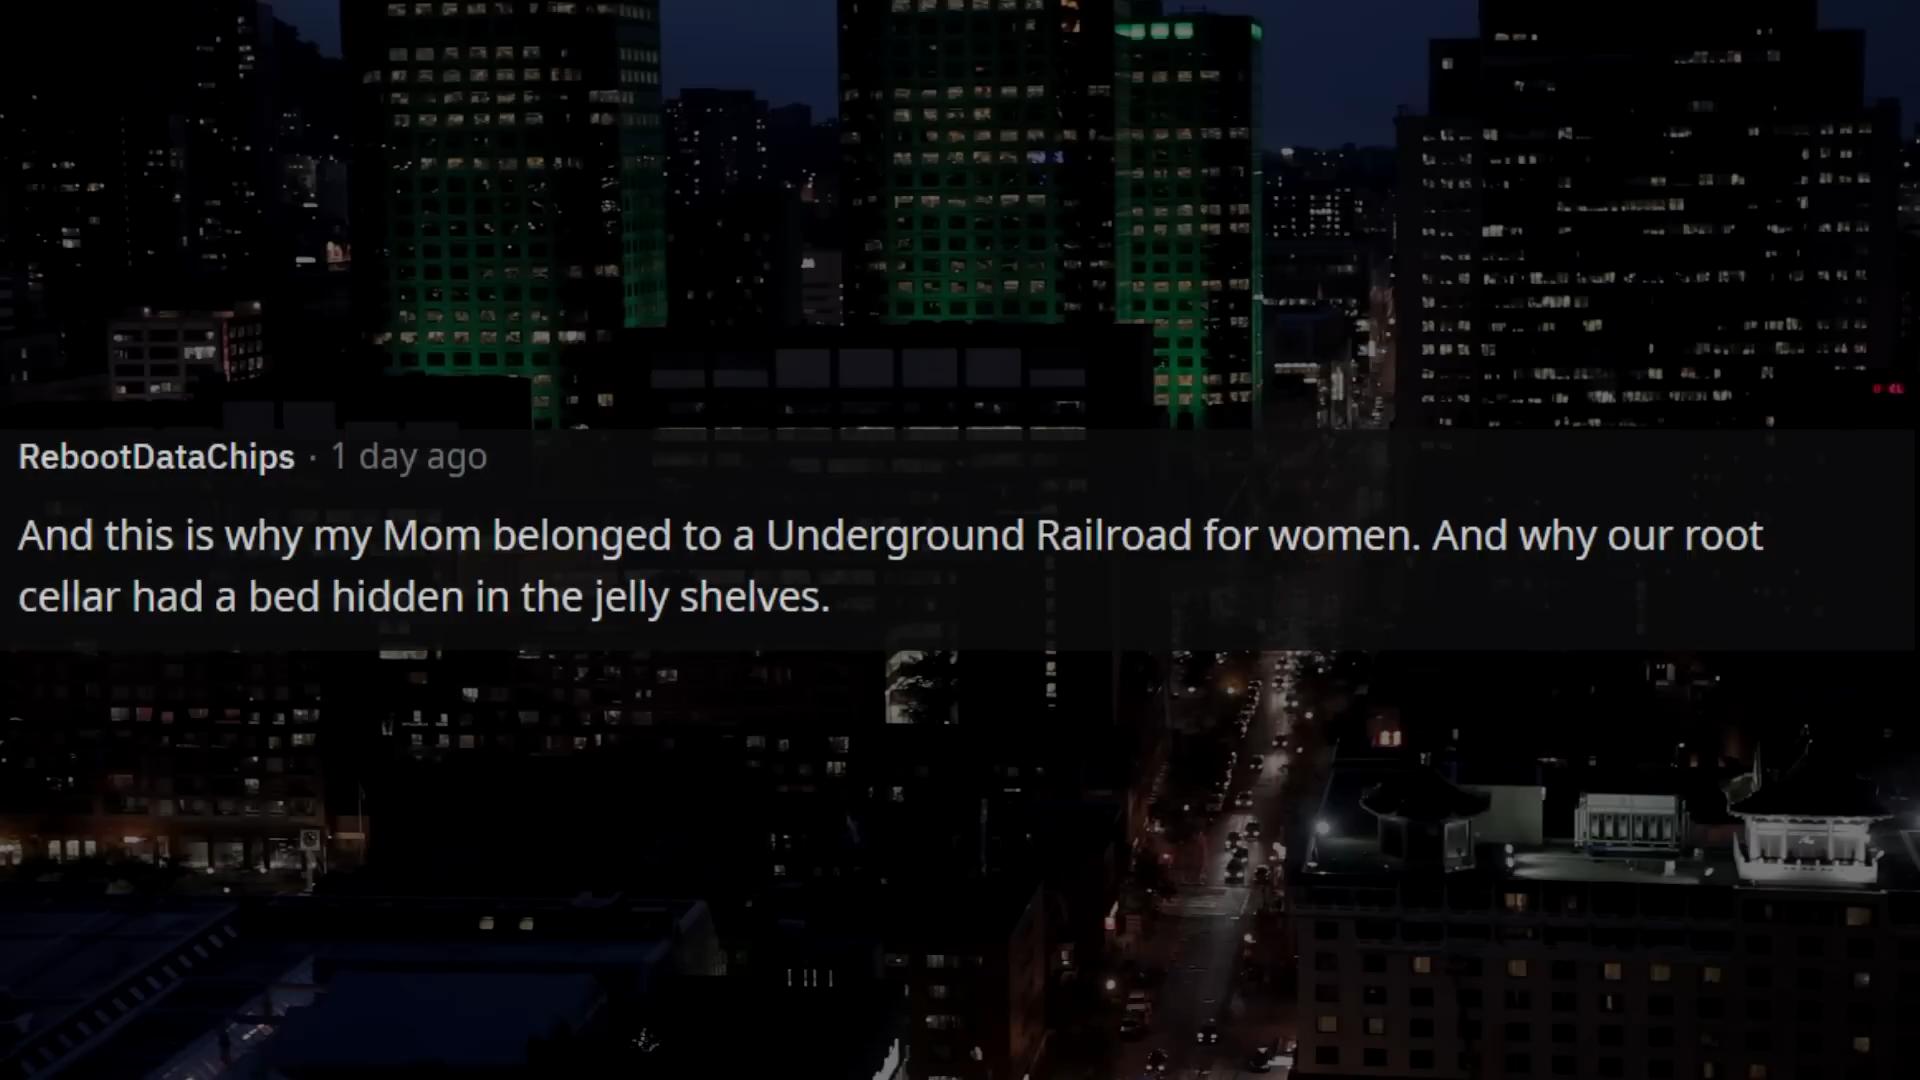 RebootDataChips · 1 day ago
And this is why my Mom belonged to a Underground Railroad for women. And why our root
cellar had a bed hidden in the jelly shelves.